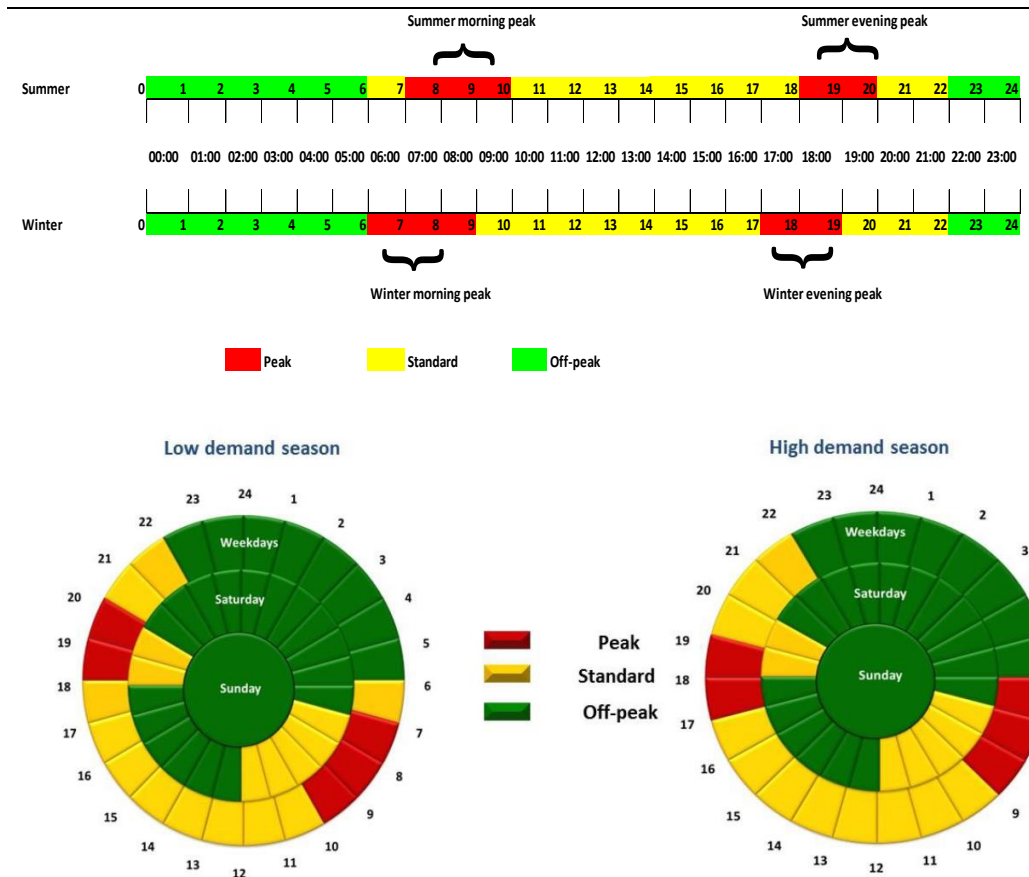 Summer morning peak Summer evening peak
Summer 0 1 2 3 4 5 6 7 8 9 10 11 12 13 14 15 16 17 18 19 20 21 22 23 24
00:00 01:00 02:00 03:00 04:00 05:00 06:00 07:00 08:00 09:00 10:00 11:00 12:00 13:00 14:00 15:00 16:00 17:00 18:00 19:00 20:00 21:00 22:00 23:00
Winter 0 1 2 3 4 5 6 7 8 9 10 11 12 13 14 15 16 17 18 19 20 21 22 23 24
Winter morning peak Winter evening peak
Peak Standard Off-peak
Low demand season
24
1
2
3
4
5
6
7
8
9
10
11
12
13
14
15
16
17
18
19
20
21
22
23
Weekdays
Saturday
Sunday
Peak
Standard
Off-peak
High demand season
24
1
2
3
9
10
11
12
13
14
15
16
17
18
19
20
21
22
23
Weekdays
Saturday
Sunday